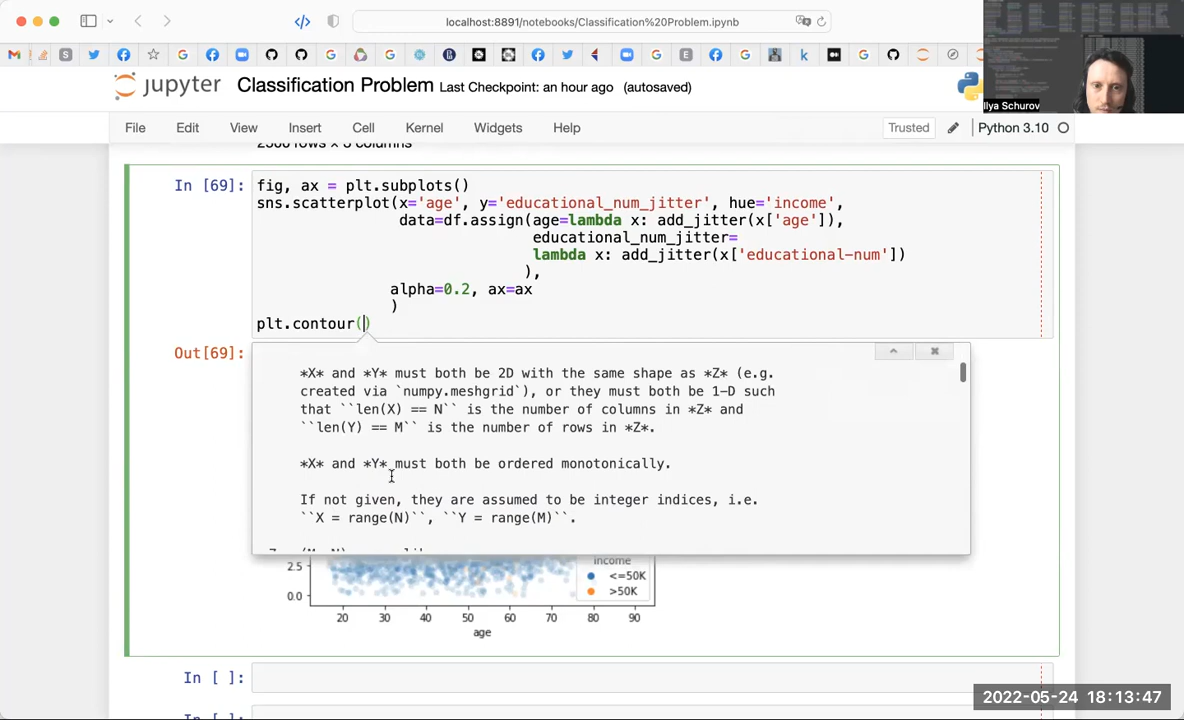 localhost:8891/notebooks/Classification%20Problem.ipynb
Ilya Schurov
jupyter Classification Problem Last Checkpoint: an hour ago (autosaved)
File Edit View Insert Cell Kernel Widgets Help Trusted Python 3.10
In [69]: fig, ax = plt.subplots()
sns.scatterplot(x='age', y='educational_num_jitter', hue='income',
data=df.assign(age=lambda x: add_jitter(x['age']),
educational_num_jitter=
lambda x: add_jitter(x['educational-num'])
),
alpha=0.2, ax=ax
)
plt.contour()
Out[69]:
*X* and *Y* must both be 2D with the same shape as *Z* (e.g.
created via `numpy.meshgrid`), or they must both be 1-D such
that ``len(X) == N`` is the number of columns in *Z* and
``len(Y) == M`` is the number of rows in *Z*.
*X* and *Y* must both be ordered monotonically.
If not given, they are assumed to be integer indices, i.e.
``X = range(N)``, ``Y = range(M)``.
income
2.5 <=50K
0.0 >50K
20 30 40 50 60 70 80 90
age
In [ ]:
In [ ]:
2022-05-24 18:13:47